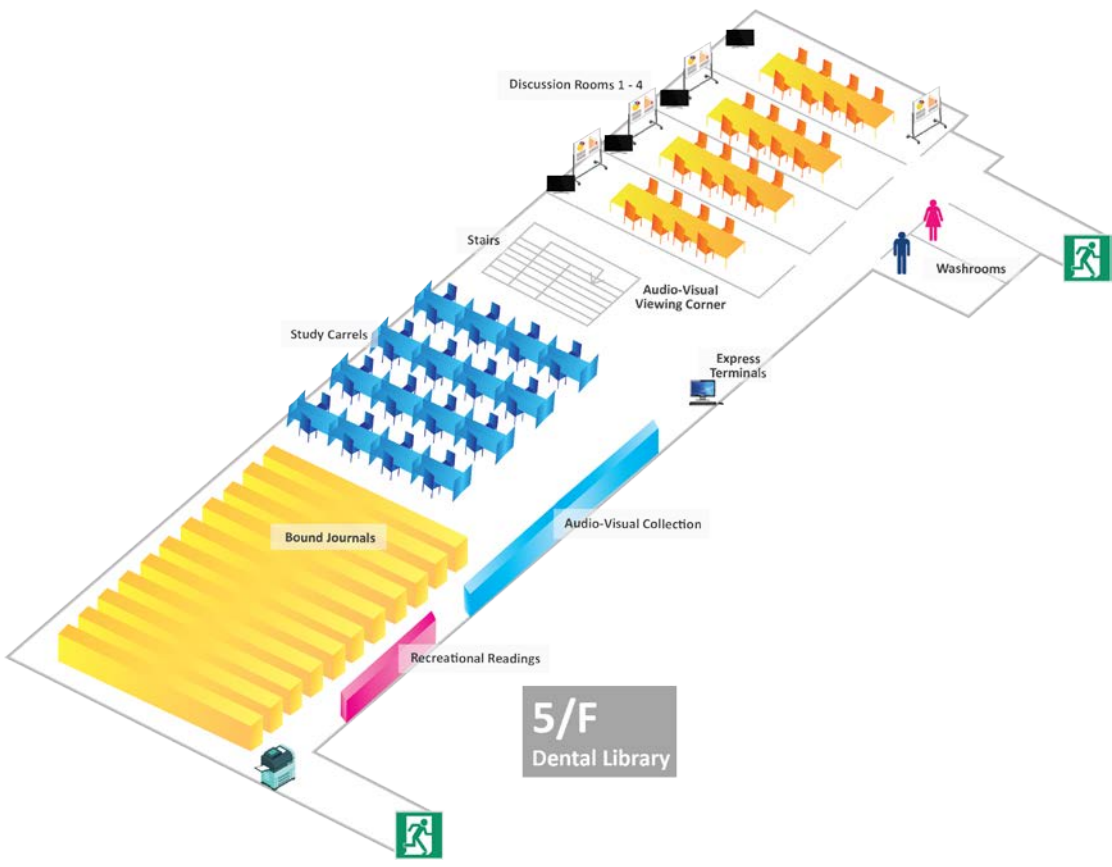 Discussion Rooms 1 - 4
Stairs
Washrooms
Audio-Visual
Viewing Corner
Study Carrels
Express
Terminals
Audio-Visual Collection
Bound Journals
Recreational Readings
5/F
Dental Library